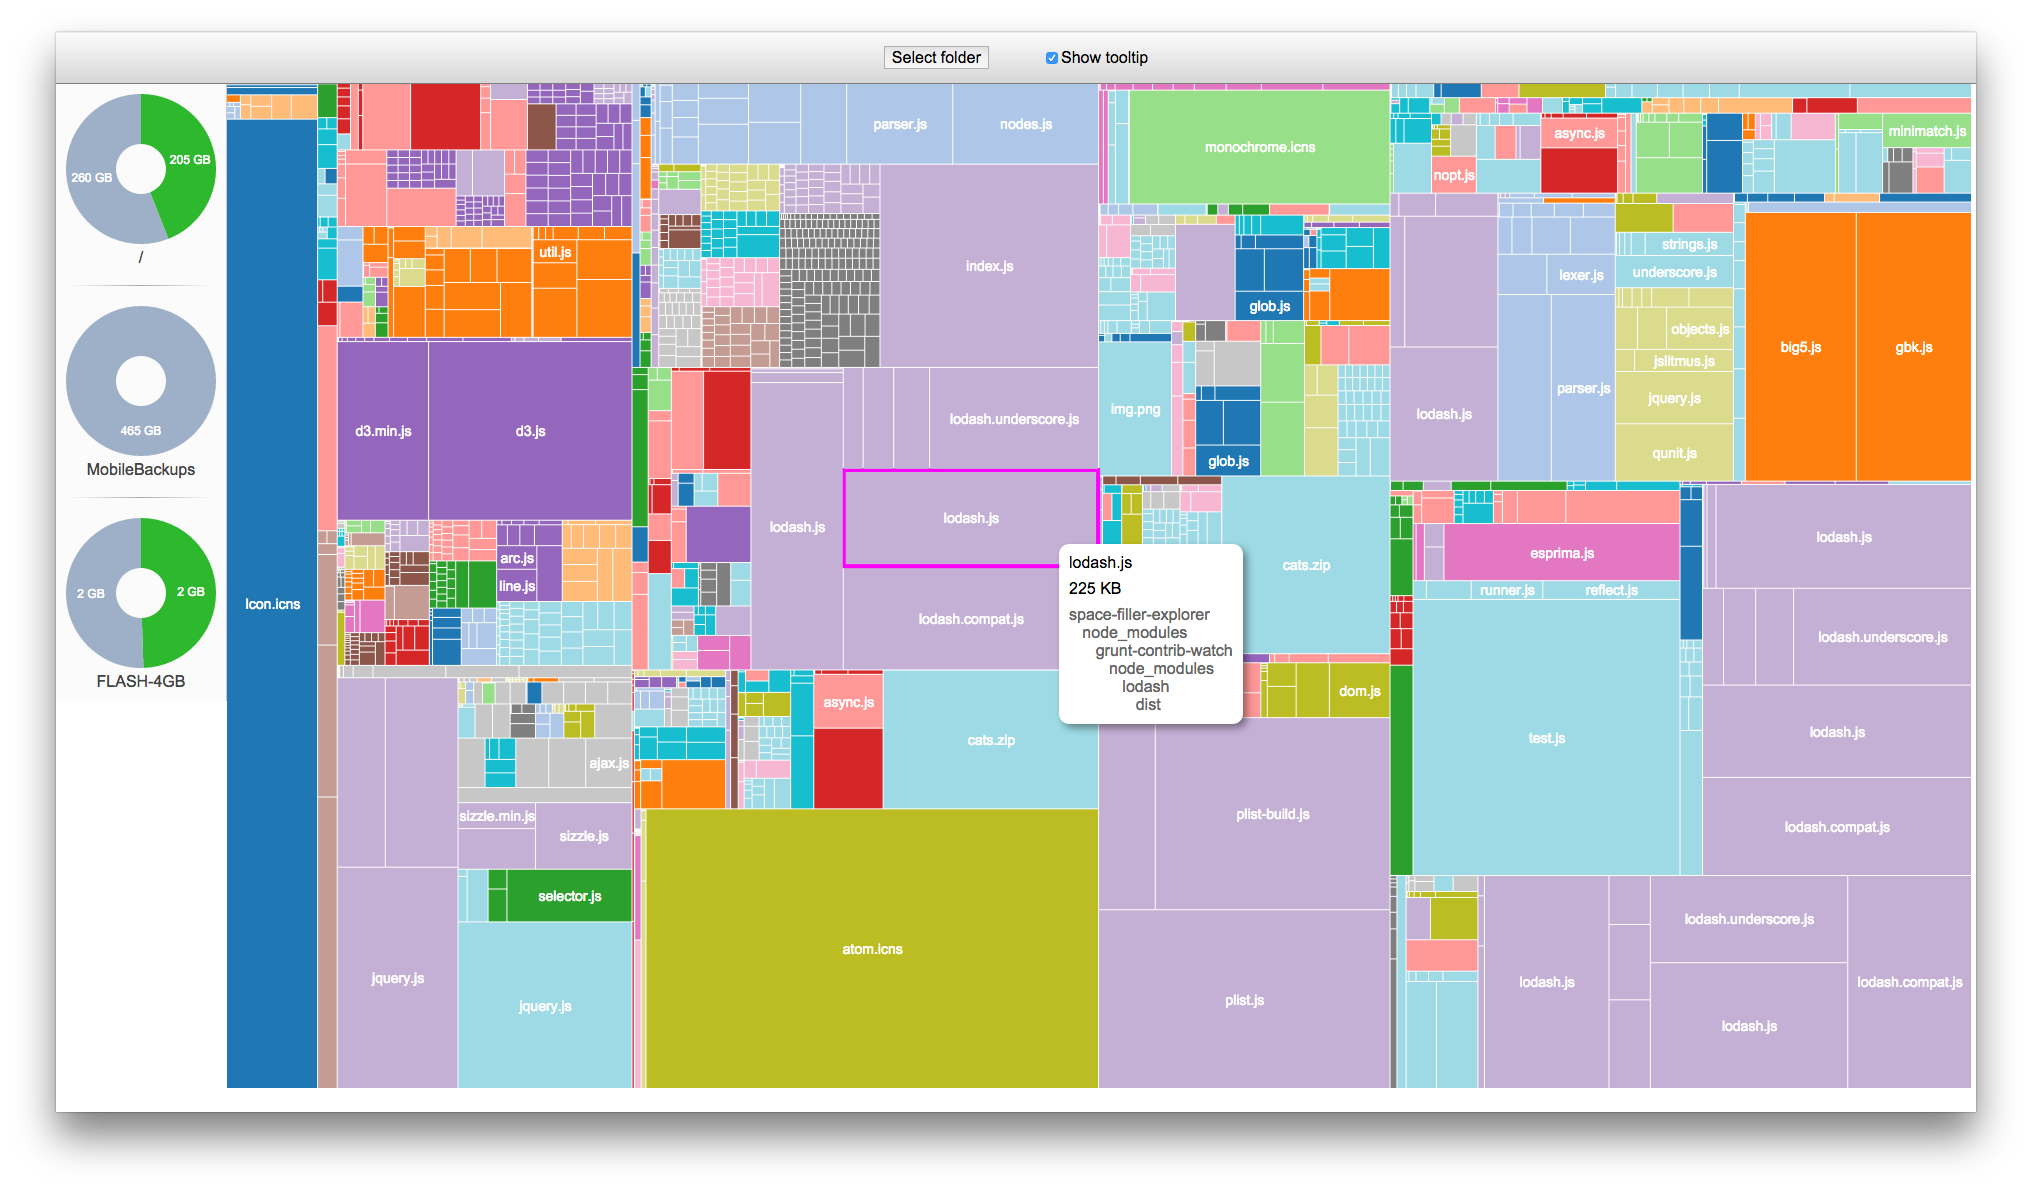 Select folder
Show tooltip
205 GB
260 GB
/
465 GB
MobileBackups
2 GB
2 GB
FLASH-4GB
Icon.icns
util.js
d3.min.js
d3.js
arc.js
line.js
jquery.js
ajax.js
sizzle.min.js
sizzle.js
selector.js
jquery.js
parser.js
nodes.js
index.js
lodash.underscore.js
lodash.js
lodash.js
lodash.compat.js
async.js
cats.zip
atom.icns
monochrome.icns
glob.js
img.png
glob.js
cats.zip
lodash.js
225 KB
space-filler-explorer
node_modules
grunt-contrib-watch
node_modules
lodash
dist
dom.js
plist-build.js
plist.js
async.js
minimatch.js
nopt.js
strings.js
lexer.js
underscore.js
objects.js
jslitmus.js
parser.js
jquery.js
lodash.js
qunit.js
big5.js
gbk.js
esprima.js
runner.js
reflect.js
test.js
lodash.js
lodash.underscore.js
lodash.js
lodash.compat.js
lodash.js
lodash.underscore.js
lodash.js
lodash.compat.js